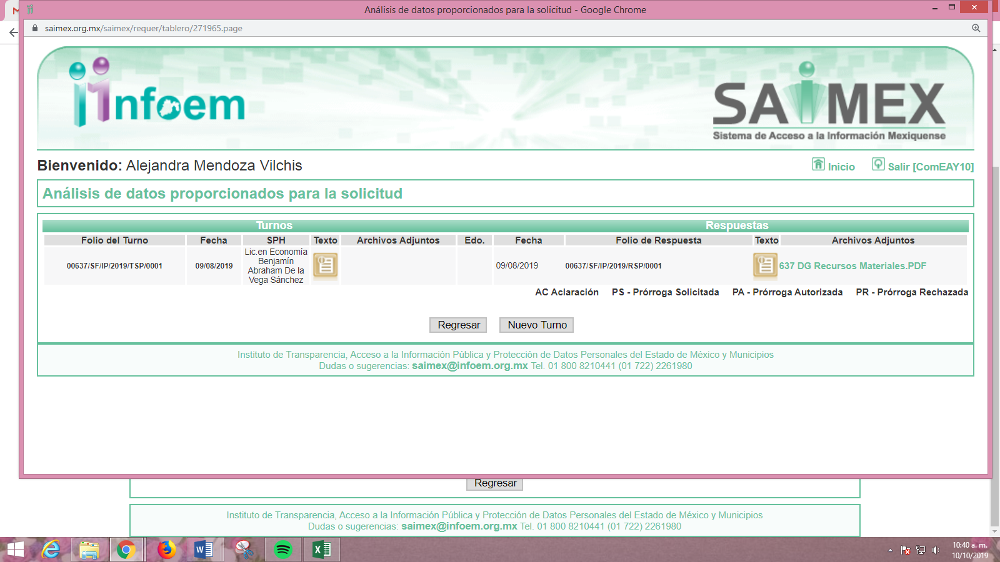 Análisis de datos proporcionados para la solicitud - Google Chrome
saimex.org.mx/saimex/requer/tablero/271965.page
infoem
SAIMEX
Sistema de Acceso a la Información Mexiquense
Bienvenido: Alejandra Mendoza Vilchis
Inicio Salir [ComEAY10]
Análisis de datos proporcionados para la solicitud
Turnos Respuestas
Folio del Turno Fecha SPH Texto Archivos Adjuntos Edo. Fecha Folio de Respuesta Texto Archivos Adjuntos
00637/SF/IP/2019/TSP/0001 09/08/2019 Lic.en Economía
Benjamín
Abraham De la
Vega Sánchez
09/08/2019 00637/SF/IP/2019/RSP/0001 637 DG Recursos Materiales.PDF
AC Aclaración PS - Prórroga Solicitada PA - Prórroga Autorizada PR - Prórroga Rechazada
Regresar Nuevo Turno
Instituto de Transparencia, Acceso a la Información Pública y Protección de Datos Personales del Estado de México y Municipios
Dudas o sugerencias: saimex@infoem.org.mx Tel. 01 800 8210441 (01 722) 2261980
Regresar
Instituto de Transparencia, Acceso a la Información Pública y Protección de Datos Personales del Estado de México y Municipios
Dudas o sugerencias: saimex@infoem.org.mx Tel. 01 800 8210441 (01 722) 2261980
10:40 a. m.
10/10/2019